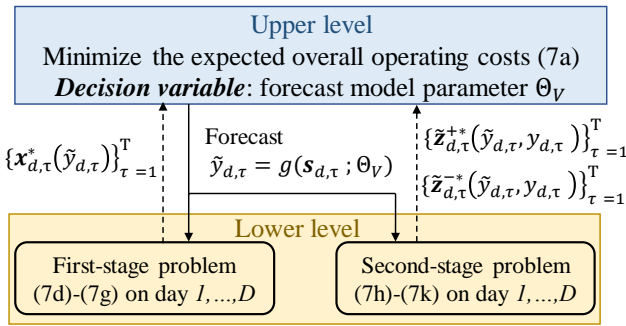 Upper level
Minimize the expected overall operating costs (7a)
Decision variable: forecast model parameter Θ_V
{x*_{d,τ}(ỹ_{d,τ})}^T_{τ=1}
Forecast
ỹ_{d,τ} = g(s_{d,τ} ; Θ_V)
{z̃^{+*}_{d,τ}(ỹ_{d,τ}, y_{d,τ})}^T_{τ=1}
{z̃^{-*}_{d,τ}(ỹ_{d,τ}, y_{d,τ})}^T_{τ=1}
Lower level
First-stage problem
(7d)-(7g) on day 1,...,D
Second-stage problem
(7h)-(7k) on day 1,...,D